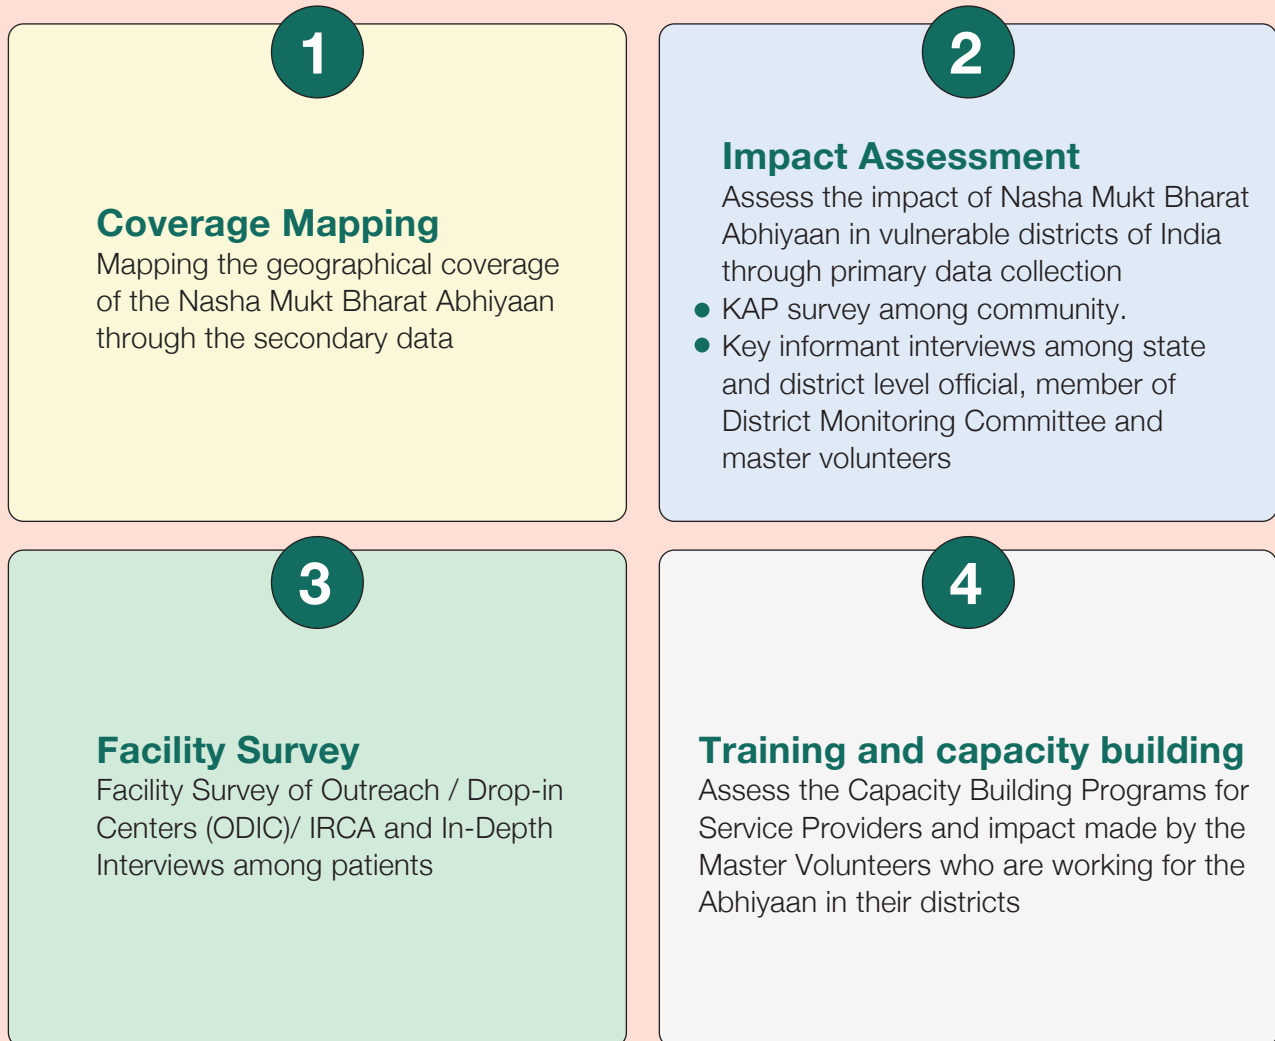 1
Coverage Mapping
Mapping the geographical coverage
of the Nasha Mukt Bharat Abhiyaan
through the secondary data
2
Impact Assessment
Assess the impact of Nasha Mukt Bharat
Abhiyaan in vulnerable districts of India
through primary data collection
● KAP survey among community.
● Key informant interviews among state
and district level official, member of
District Monitoring Committee and
master volunteers
3
Facility Survey
Facility Survey of Outreach / Drop-in
Centers (ODIC)/ IRCA and In-Depth
Interviews among patients
4
Training and capacity building
Assess the Capacity Building Programs for
Service Providers and impact made by the
Master Volunteers who are working for the
Abhiyaan in their districts